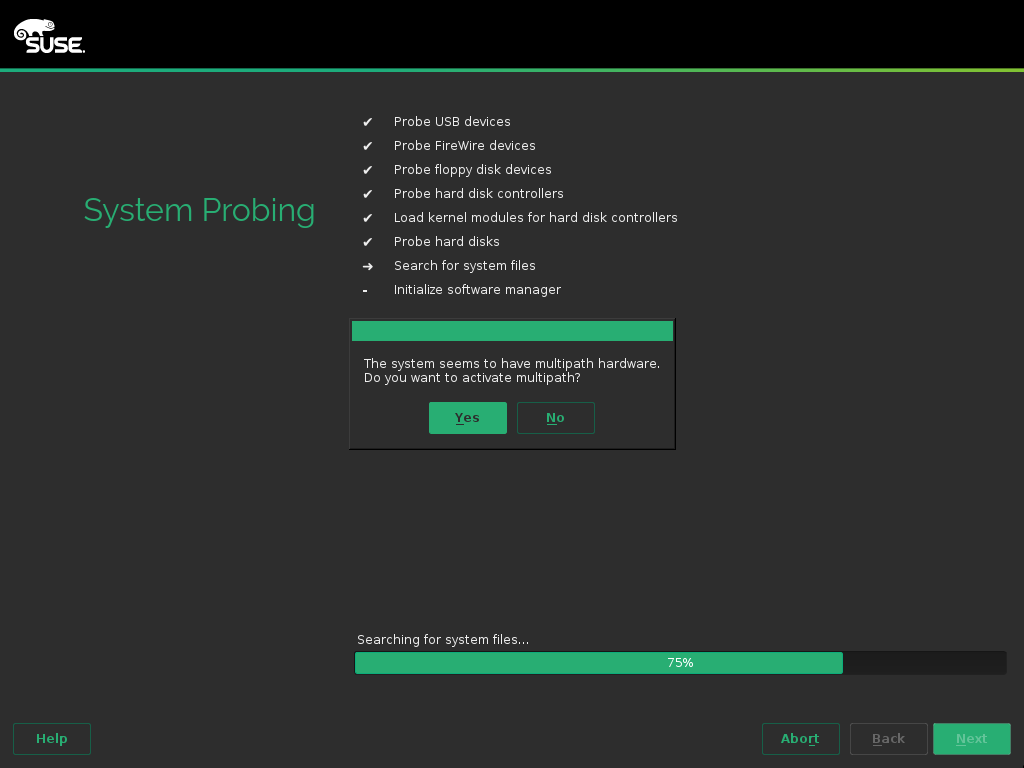 SUSE.
System Probing
✔ Probe USB devices
✔ Probe FireWire devices
✔ Probe floppy disk devices
✔ Probe hard disk controllers
✔ Load kernel modules for hard disk controllers
✔ Probe hard disks
➜ Search for system files
- Initialize software manager
The system seems to have multipath hardware.
Do you want to activate multipath?
Yes No
Searching for system files...
75%
Help Abort Back Next